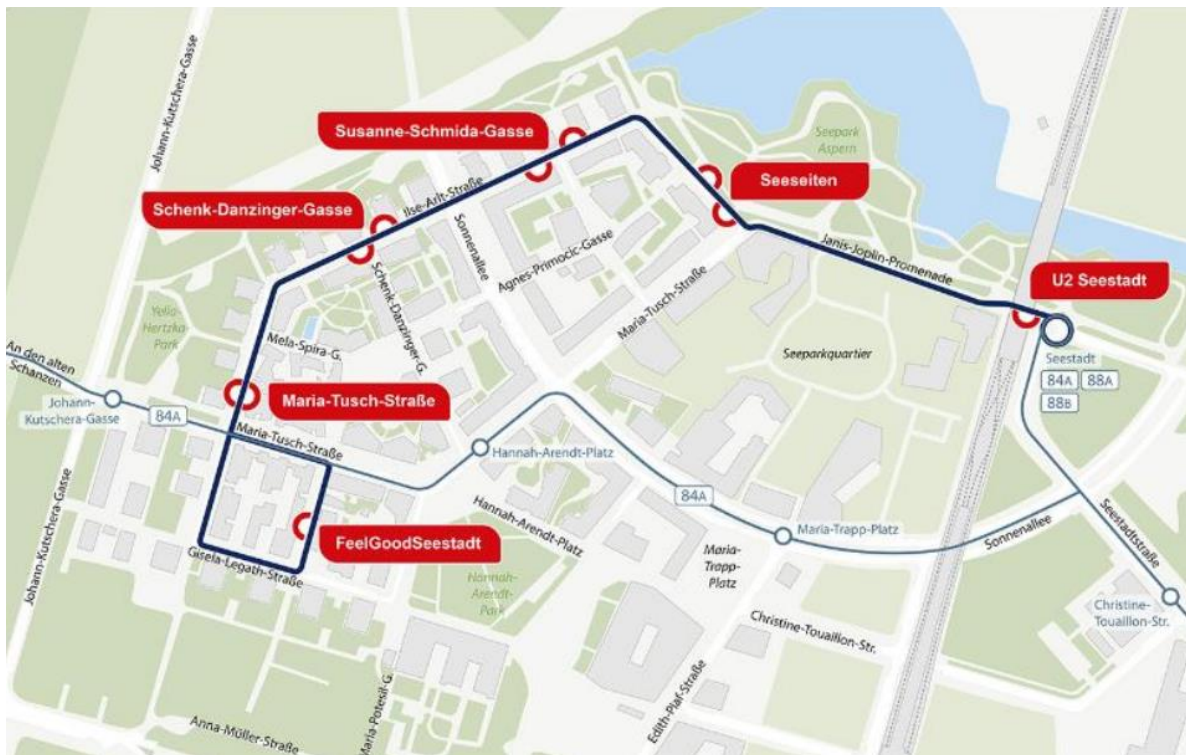 Johann-Kutschera-Gasse
Susanne-Schmida-Gasse
Seepark
Aspern
Seeseiten
Schenk-Danzinger-Gasse
Ilse-Arlt-Straße
Sonnenallee
Agnes-Primocic-Gasse
Janis-Joplin-Promenade
U2 Seestadt
Schenk-Danzinger-G.
Maria-Tusch-Straße
Yella-
Hertzka-
Park
Mela-Spira-G.
Seeparkquartier
Seestadt
84A 88A
88B
An den alten
Schanzen
Johann-
Kutschera-Gasse
84A
Maria-Tusch-Straße
Maria-Tusch-Straße
Hannah-Arendt-Platz
84A
Hannah-Arendt-Platz
Maria-Trapp-Platz
Sonnenallee
Seestadtstraße
FeelGoodSeestadt
Gisela-Legath-Straße
Johann-Kutschera-Gasse
Hannah-
Arendt-
Park
Maria-
Trapp-
Platz
Christine-
Touaillon-Str.
Christine-Touaillon-Str.
Edith-Piaf-Straße
Maria-Potesil-G.
Anna-Müller-Straße